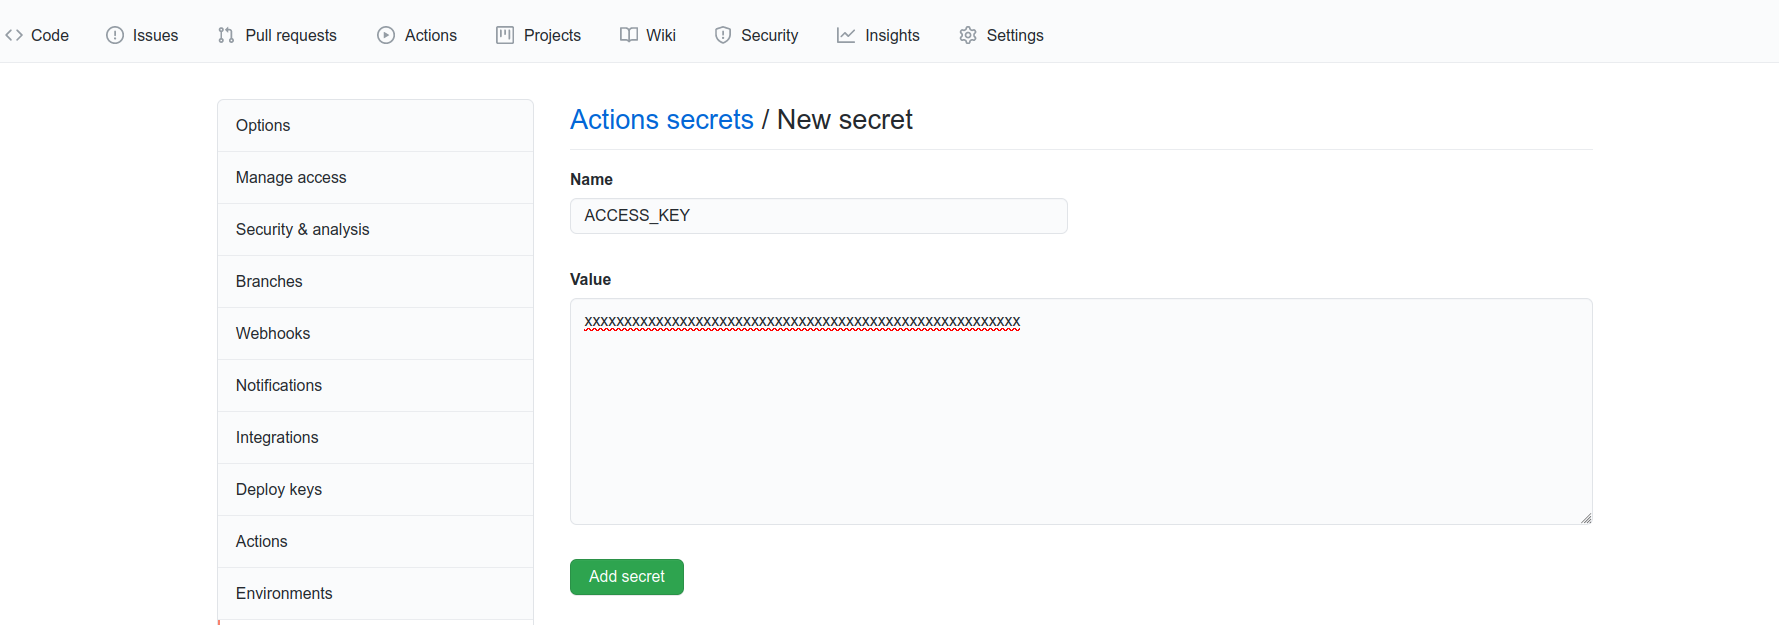 Code Issues Pull requests Actions Projects Wiki Security Insights Settings
Options
Manage access
Security & analysis
Branches
Webhooks
Notifications
Integrations
Deploy keys
Actions
Environments
Actions secrets / New secret
Name
ACCESS_KEY
Value
xxxxxxxxxxxxxxxxxxxxxxxxxxxxxxxxxxxxxxxxxxxxxxxxxxxxxxx
Add secret